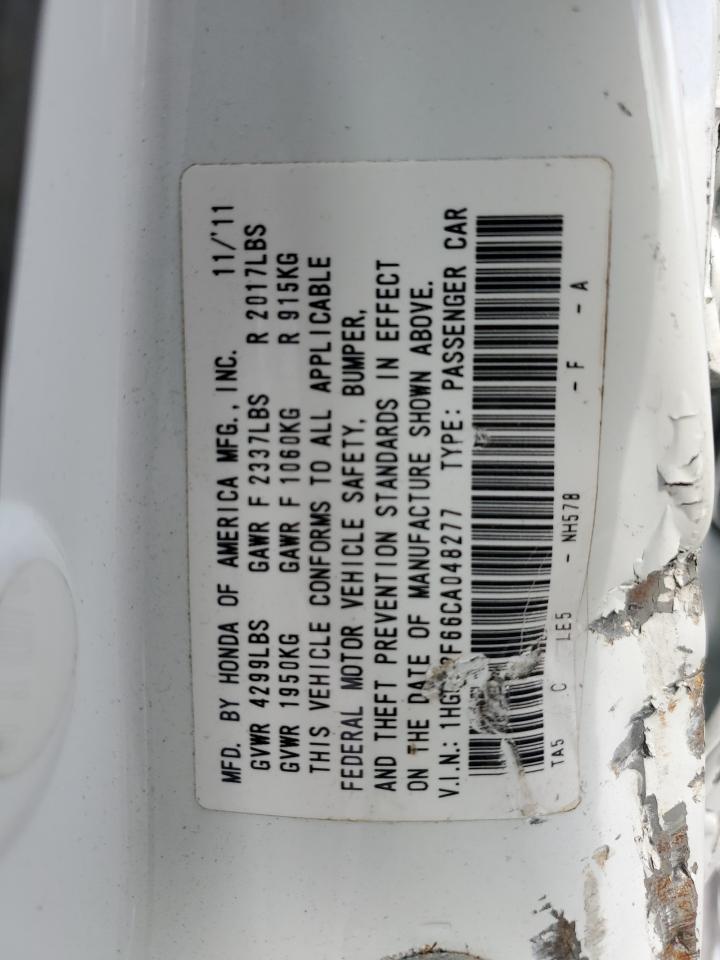 MFD. BY HONDA OF AMERICA MFG., INC. 11/'11
GVWR 4299LBS GAWR F 2337LBS R 2017LBS
GVWR 1950KG GAWR F 1060KG R 915KG
THIS VEHICLE CONFORMS TO ALL APPLICABLE
FEDERAL MOTOR VEHICLE SAFETY, BUMPER,
AND THEFT PREVENTION STANDARDS IN EFFECT
ON THE DATE OF MANUFACTURE SHOWN ABOVE.
V.I.N.: TYPE: PASSENGER CAR
TA5 C LE5 - NH578 - F - A